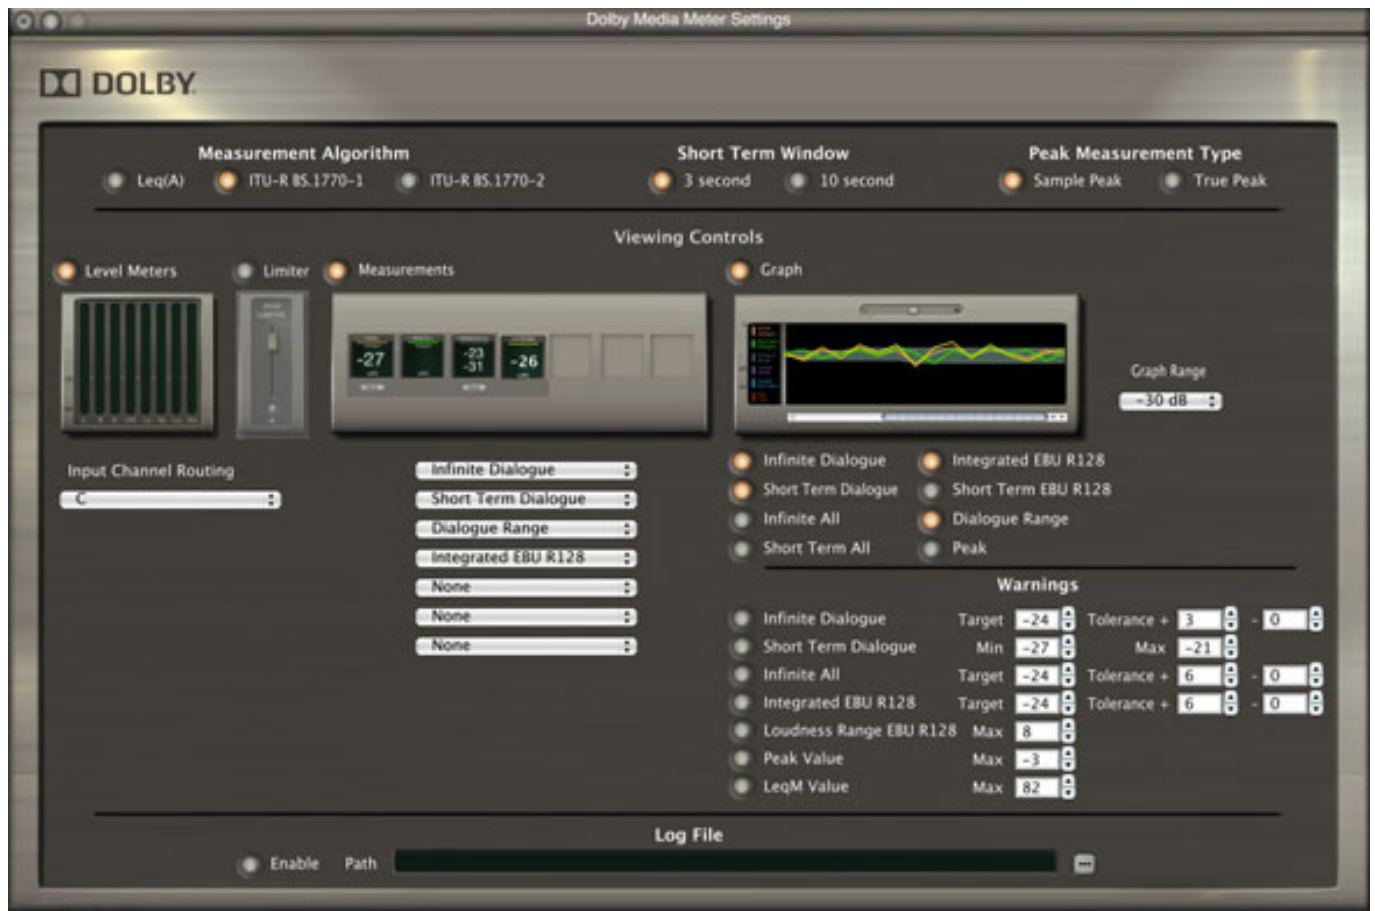 Dolby Media Meter Settings
DOLBY
Measurement Algorithm Short Term Window Peak Measurement Type
Leq(A) ITU-R BS.1770-1 ITU-R BS.1770-2 3 second 10 second Sample Peak True Peak
Viewing Controls
Level Meters Limiter Measurements Graph
-27 -23 -31 -26
Graph Range
-30 dB
Input Channel Routing
C
Infinite Dialogue
Short Term Dialogue
Dialogue Range
Integrated EBU R128
None
None
None
Infinite Dialogue Integrated EBU R128
Short Term Dialogue Short Term EBU R128
Infinite All Dialogue Range
Short Term All Peak
Warnings
Infinite Dialogue Target -24 Tolerance + 3 - 0
Short Term Dialogue Min -27 Max -21
Infinite All Target -24 Tolerance + 6 - 0
Integrated EBU R128 Target -24 Tolerance + 6 - 0
Loudness Range EBU R128 Max 8
Peak Value Max -3
LeqM Value Max 82
Log File
Enable Path